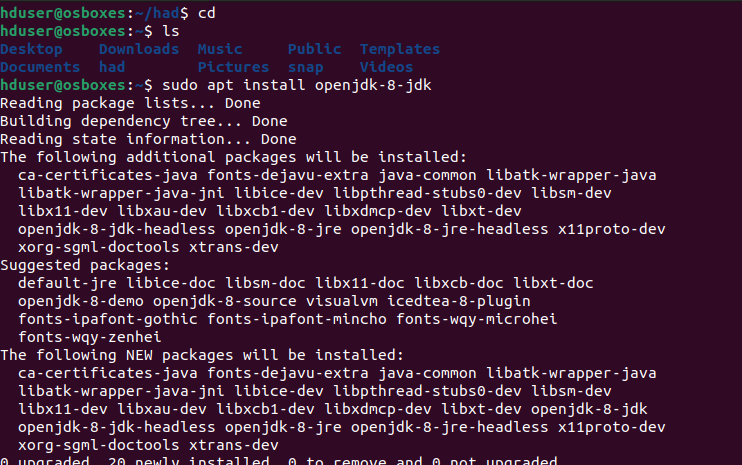 hduser@osboxes:~/had$ cd
hduser@osboxes:~$ ls
Desktop    Downloads  Music     Public  Templates
Documents  had        Pictures  snap    Videos
hduser@osboxes:~$ sudo apt install openjdk-8-jdk
Reading package lists... Done
Building dependency tree... Done
Reading state information... Done
The following additional packages will be installed:
  ca-certificates-java fonts-dejavu-extra java-common libatk-wrapper-java
  libatk-wrapper-java-jni libice-dev libpthread-stubs0-dev libsm-dev
  libx11-dev libxau-dev libxcb1-dev libxdmcp-dev libxt-dev
  openjdk-8-jdk-headless openjdk-8-jre openjdk-8-jre-headless x11proto-dev
  xorg-sgml-doctools xtrans-dev
Suggested packages:
  default-jre libice-doc libsm-doc libx11-doc libxcb-doc libxt-doc
  openjdk-8-demo openjdk-8-source visualvm icedtea-8-plugin
  fonts-ipafont-gothic fonts-ipafont-mincho fonts-wqy-microhei
  fonts-wqy-zenhei
The following NEW packages will be installed:
  ca-certificates-java fonts-dejavu-extra java-common libatk-wrapper-java
  libatk-wrapper-java-jni libice-dev libpthread-stubs0-dev libsm-dev
  libx11-dev libxau-dev libxcb1-dev libxdmcp-dev libxt-dev openjdk-8-jdk
  openjdk-8-jdk-headless openjdk-8-jre openjdk-8-jre-headless x11proto-dev
  xorg-sgml-doctools xtrans-dev
0 upgraded, 20 newly installed, 0 to remove and 0 not upgraded